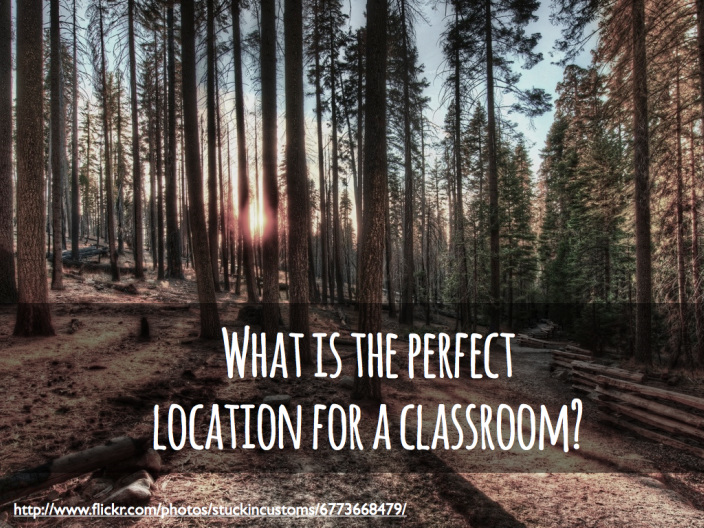 What is the perfect
location for a classroom?
http://www.flickr.com/photos/stuckincustoms/6773668479/